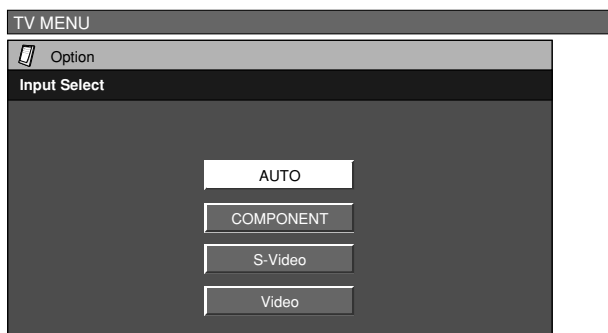 TV MENU
Option
Input Select
AUTO
COMPONENT
S-Video
Video